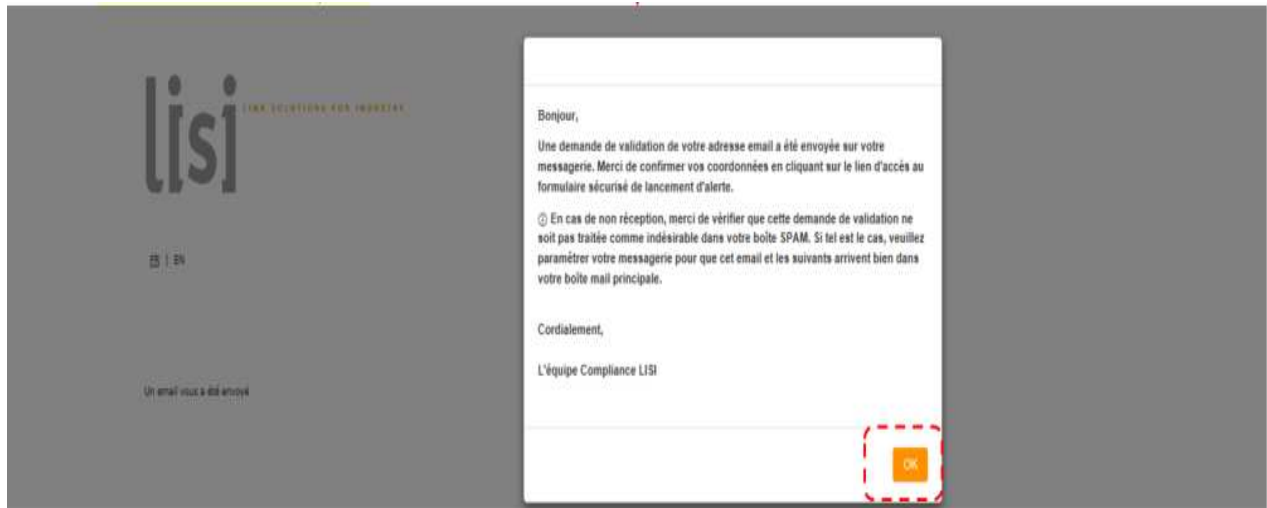 lisi
LINK SOLUTIONS FOR INDUSTRY
FR | EN
Un email vous a été envoyé
Bonjour,
Une demande de validation de votre adresse email a été envoyée sur votre
messagerie. Merci de confirmer vos coordonnées en cliquant sur le lien d'accès au
formulaire sécurisé de lancement d'alerte.
② En cas de non réception, merci de vérifier que cette demande de validation ne
soit pas traitée comme indésirable dans votre boîte SPAM. Si tel est le cas, veuillez
paramétrer votre messagerie pour que cet email et les suivants arrivent bien dans
votre boîte mail principale.
Cordialement,
L'équipe Compliance LISI
OK